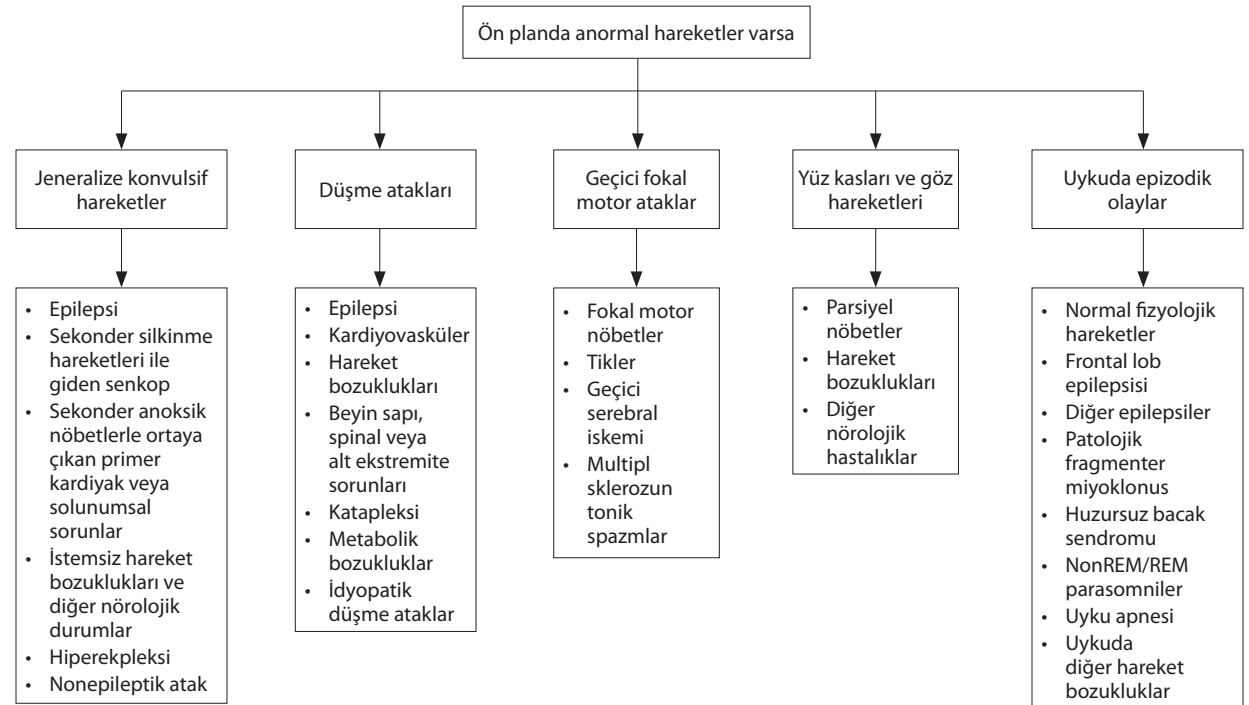 Ön planda anormal hareketler varsa
Jeneralize konvulsif
hareketler
Düşme atakları
Geçici fokal
motor ataklar
Yüz kasları ve göz
hareketleri
Uykuda epizodik
olaylar
• Epilepsi
• Sekonder silkinme
hareketleri ile
giden senkop
• Sekonder anoksik
nöbetlerle ortaya
çıkan primer
kardiyak veya
solunumsal
sorunlar
• İstemsiz hareket
bozuklukları ve
diğer nörolojik
durumlar
• Hiperekpleksi
• Nonepileptik atak
• Epilepsi
• Kardiyovasküler
• Hareket
bozuklukları
• Beyin sapı,
spinal veya
alt ekstremite
sorunları
• Katapleksi
• Metabolik
bozukluklar
• İdyopatik
düşme ataklar
• Fokal motor
nöbetler
• Tikler
• Geçici
serebral
iskemi
• Multipl
sklerozun
tonik
spazmlar
• Parsiyel
nöbetler
• Hareket
bozuklukları
• Diğer
nörolojik
hastalıklar
• Normal fizyolojik
hareketler
• Frontal lob
epilepsisi
• Diğer epilepsiler
• Patolojik
fragmenter
miyoklonus
• Huzursuz bacak
sendromu
• NonREM/REM
parasomniler
• Uyku apnesi
• Uykuda
diğer hareket
bozukluklar